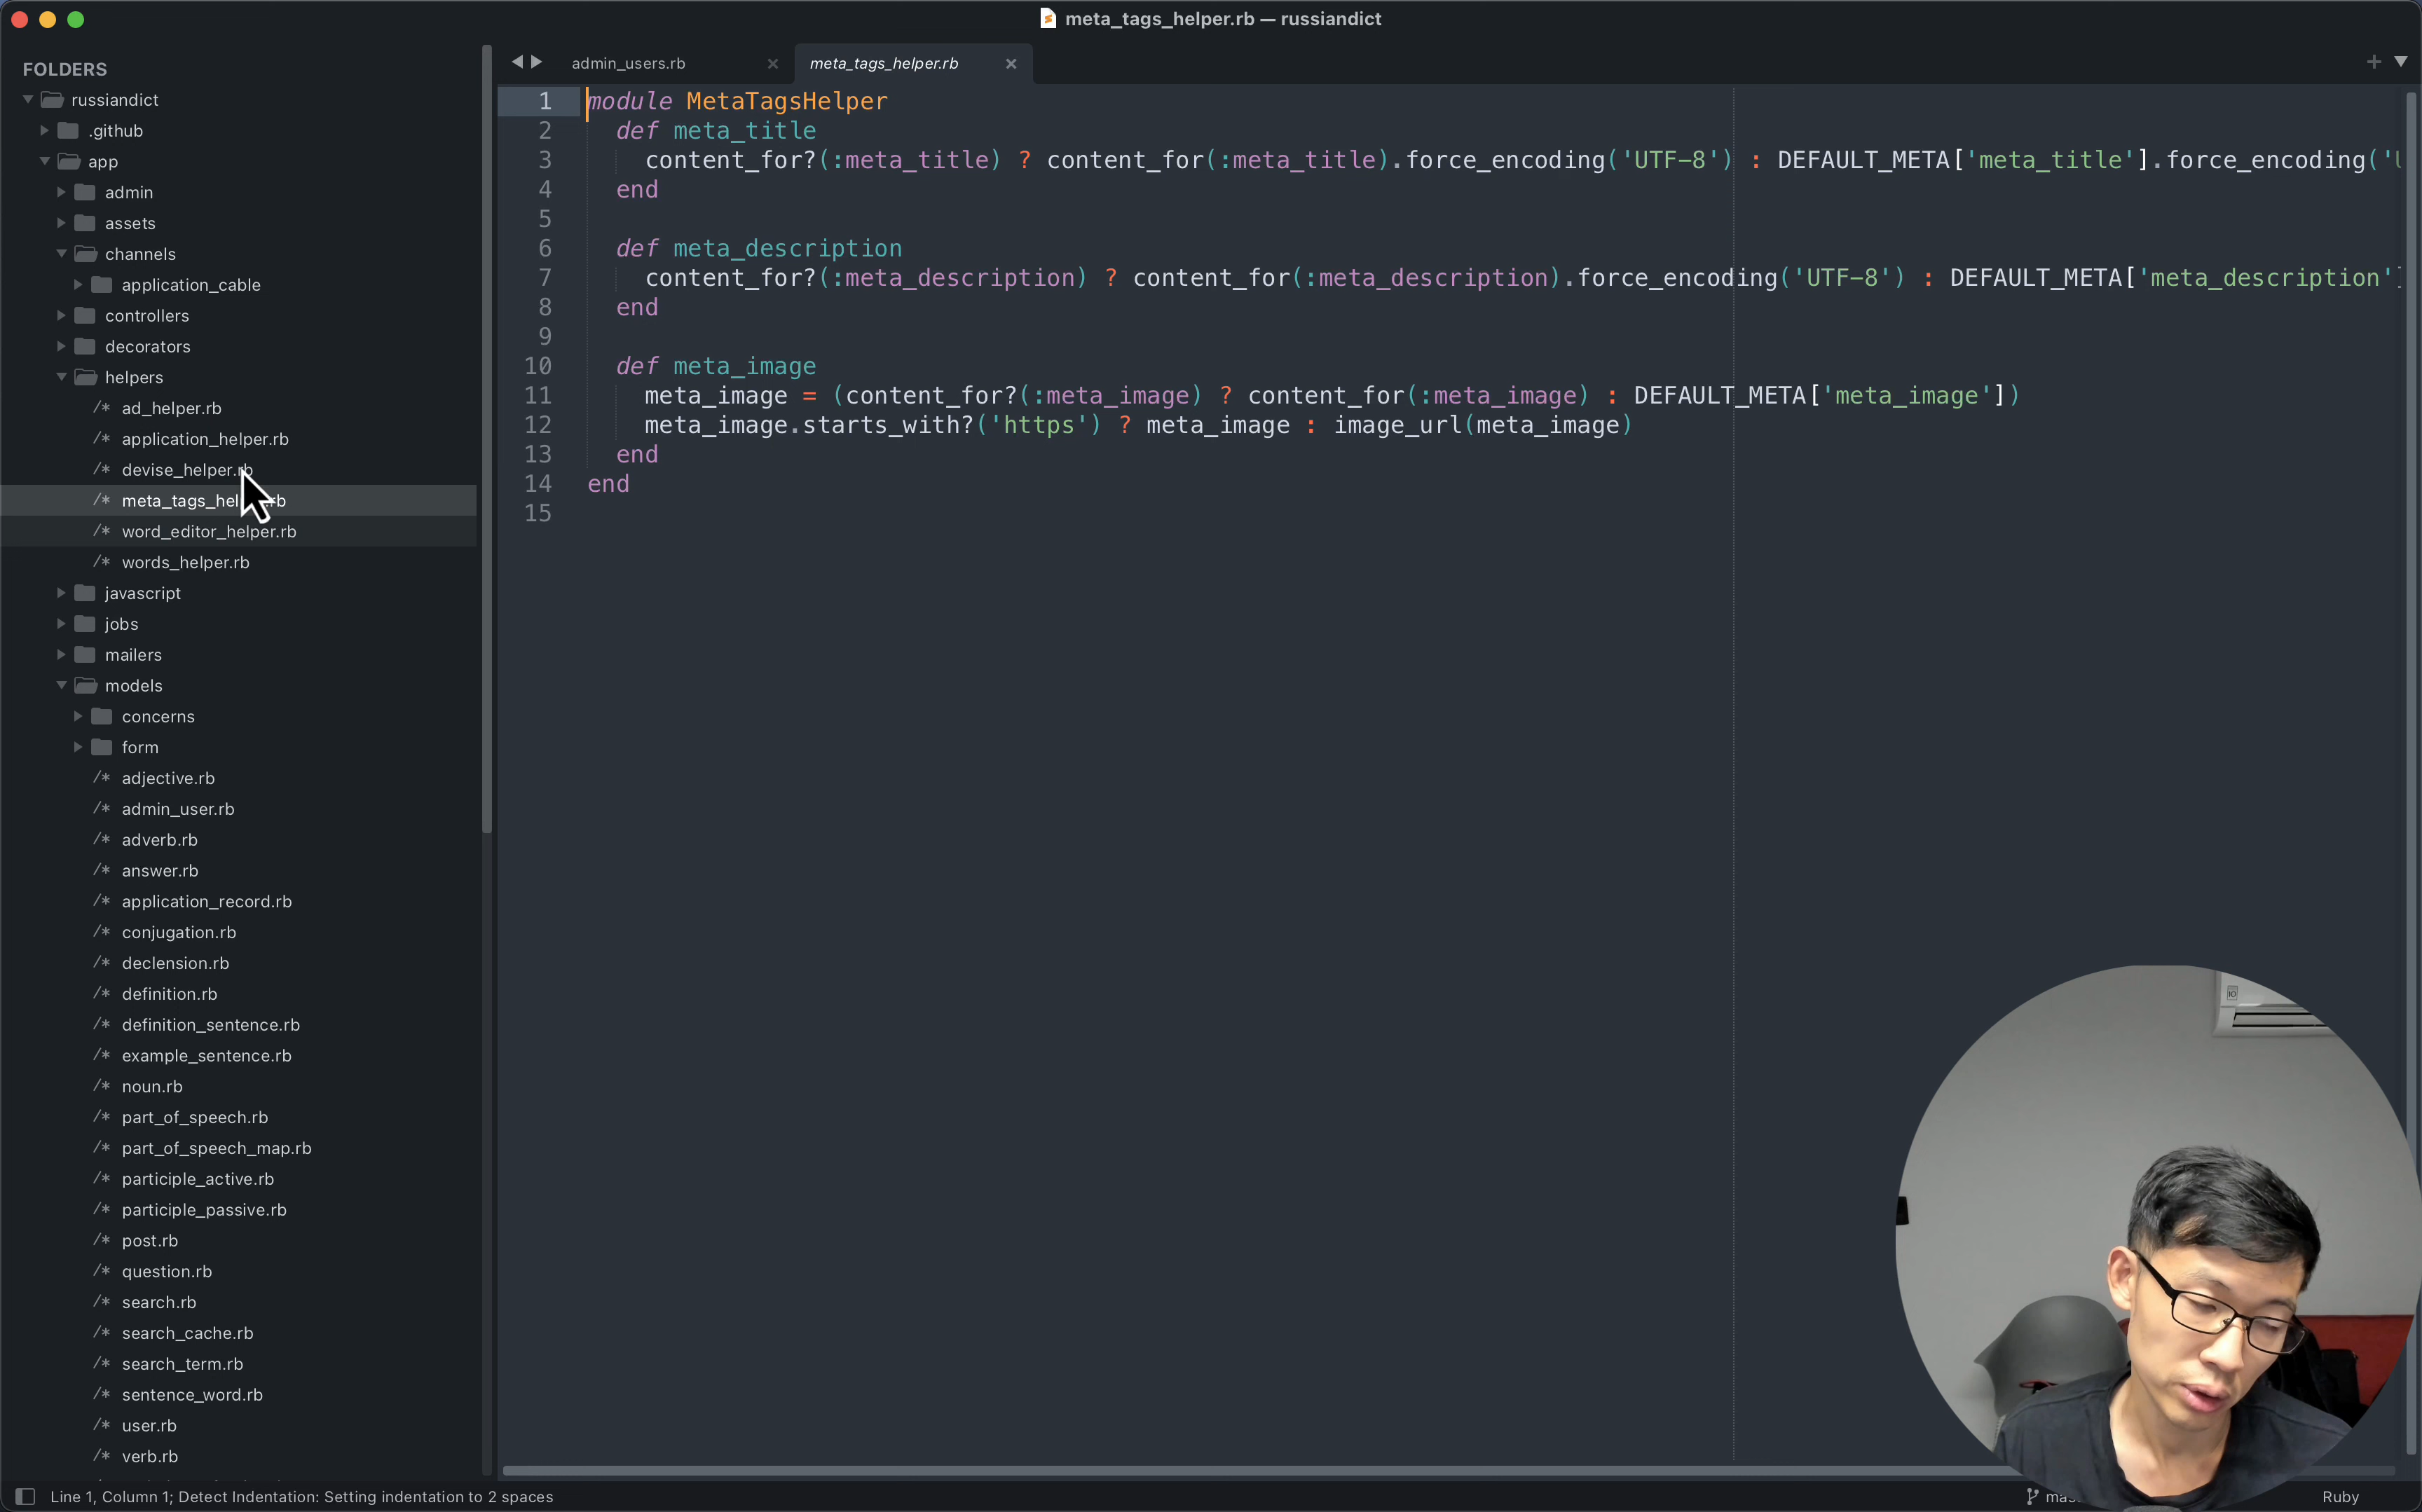 meta_tags_helper.rb — russiandict
FOLDERS
russiandict
.github
app
admin
assets
channels
application_cable
controllers
decorators
helpers
/* ad_helper.rb
/* application_helper.rb
/* devise_helper.rb
/* meta_tags_hel rb
/* word_editor_helper.rb
/* words_helper.rb
javascript
jobs
mailers
models
concerns
form
/* adjective.rb
/* admin_user.rb
/* adverb.rb
/* answer.rb
/* application_record.rb
/* conjugation.rb
/* declension.rb
/* definition.rb
/* definition_sentence.rb
/* example_sentence.rb
/* noun.rb
/* part_of_speech.rb
/* part_of_speech_map.rb
/* participle_active.rb
/* participle_passive.rb
/* post.rb
/* question.rb
/* search.rb
/* search_cache.rb
/* search_term.rb
/* sentence_word.rb
/* user.rb
/* verb.rb
admin_users.rb × meta_tags_helper.rb ×
1 module MetaTagsHelper
2   def meta_title
3     content_for?(:meta_title) ? content_for(:meta_title).force_encoding('UTF-8') : DEFAULT_META['meta_title'].force_encoding('U
4   end
5
6   def meta_description
7     content_for?(:meta_description) ? content_for(:meta_description).force_encoding('UTF-8') : DEFAULT_META['meta_description']
8   end
9
10   def meta_image
11     meta_image = (content_for?(:meta_image) ? content_for(:meta_image) : DEFAULT_META['meta_image'])
12     meta_image.starts_with?('https') ? meta_image : image_url(meta_image)
13   end
14 end
15
Line 1, Column 1; Detect Indentation: Setting indentation to 2 spaces
Ruby